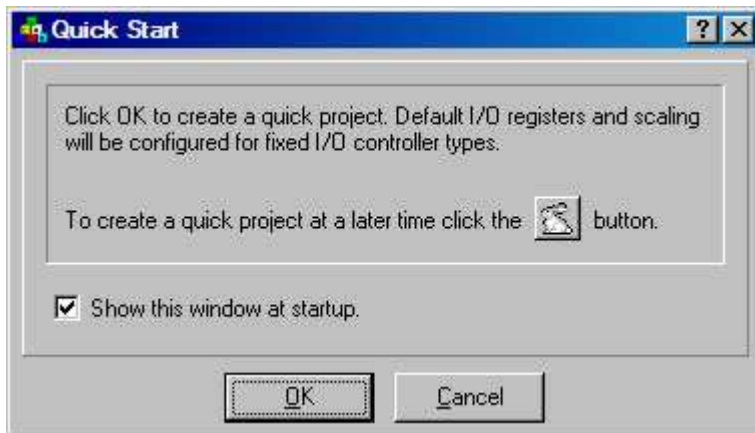 Quick Start
Click OK to create a quick project. Default I/O registers and scaling
will be configured for fixed I/O controller types.
To create a quick project at a later time click the button.
Show this window at startup.
OK
Cancel